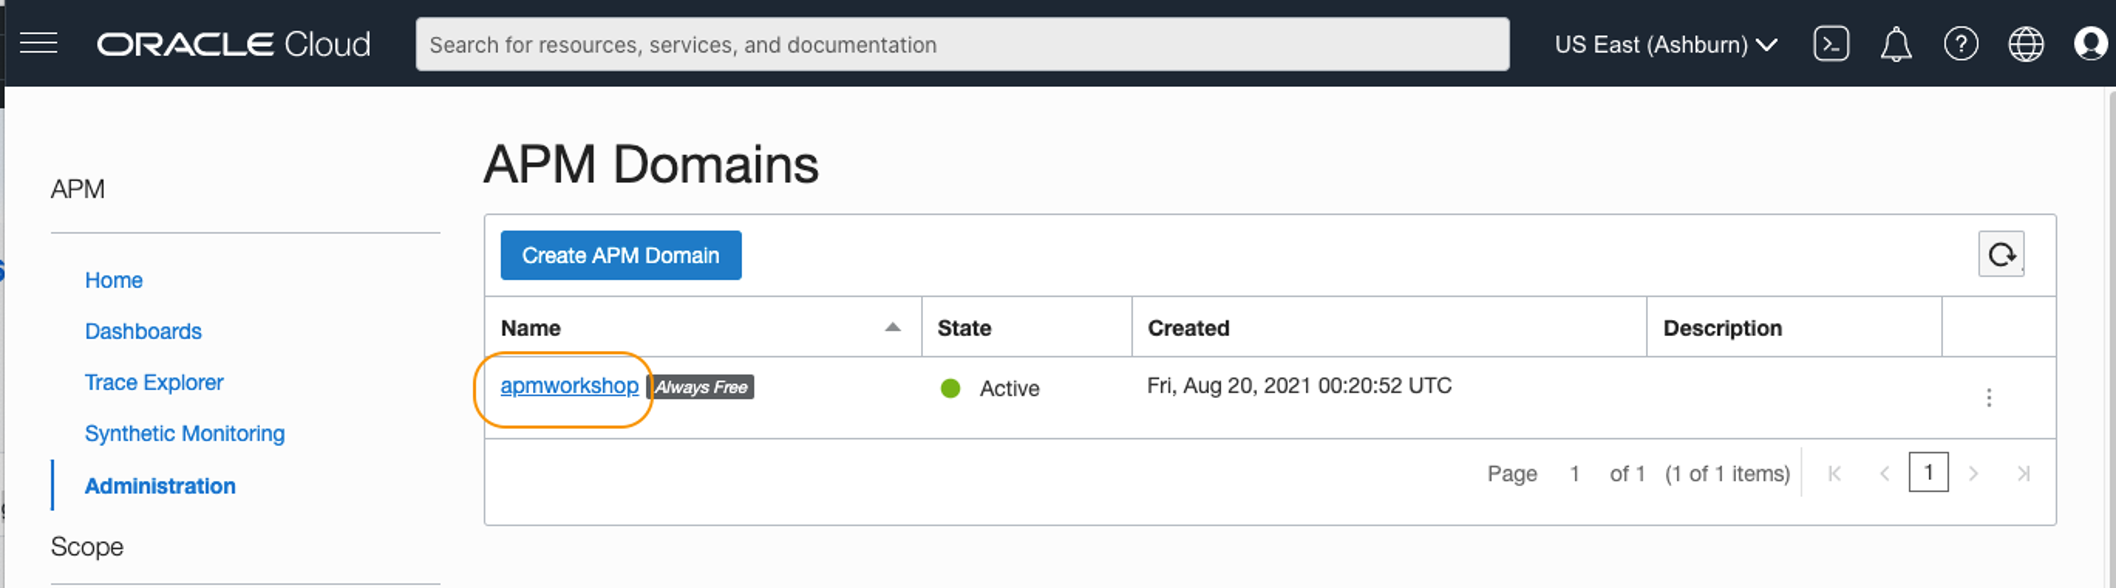 ORACLE Cloud
Search for resources, services, and documentation
US East (Ashburn)
APM
Home
Dashboards
Trace Explorer
Synthetic Monitoring
Administration
Scope
APM Domains
Create APM Domain
Name State Created Description
apmworkshop Always Free Active Fri, Aug 20, 2021 00:20:52 UTC
Page 1 of 1 (1 of 1 items) 1